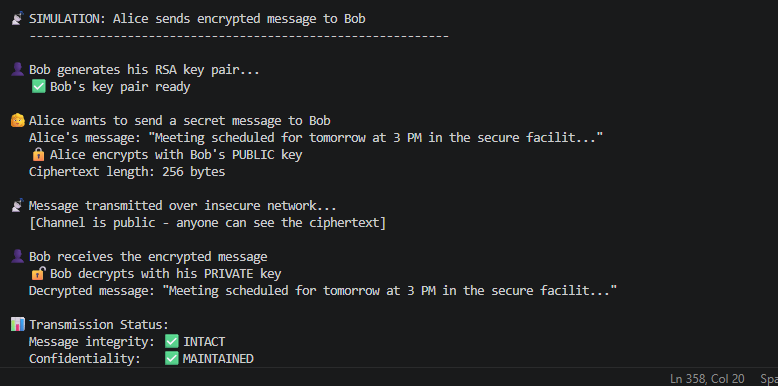 SIMULATION: Alice sends encrypted message to Bob
------------------------------------------------------------
Bob generates his RSA key pair...
Bob's key pair ready
Alice wants to send a secret message to Bob
Alice's message: "Meeting scheduled for tomorrow at 3 PM in the secure facilit..."
Alice encrypts with Bob's PUBLIC key
Ciphertext length: 256 bytes
Message transmitted over insecure network...
[Channel is public - anyone can see the ciphertext]
Bob receives the encrypted message
Bob decrypts with his PRIVATE key
Decrypted message: "Meeting scheduled for tomorrow at 3 PM in the secure facilit..."
Transmission Status:
Message integrity: ✅ INTACT
Confidentiality: ✅ MAINTAINED
Ln 358, Col 20 Spa